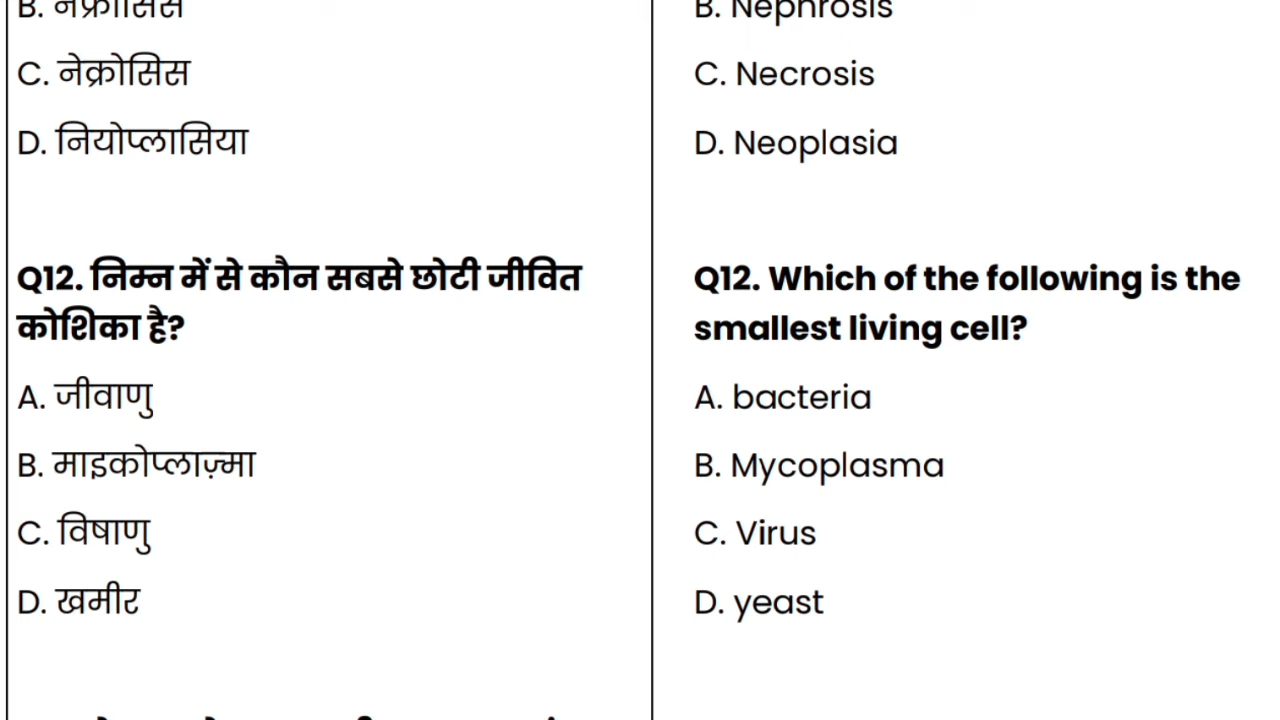 C. नेक्रोसिस
D. नियोप्लासिया
Q12. निम्न में से कौन सबसे छोटी जीवित
कोशिका है?
A. जीवाणु
B. माइकोप्लाज़्मा
C. विषाणु
D. खमीर
B. Nephrosis
C. Necrosis
D. Neoplasia
Q12. Which of the following is the
smallest living cell?
A. bacteria
B. Mycoplasma
C. Virus
D. yeast